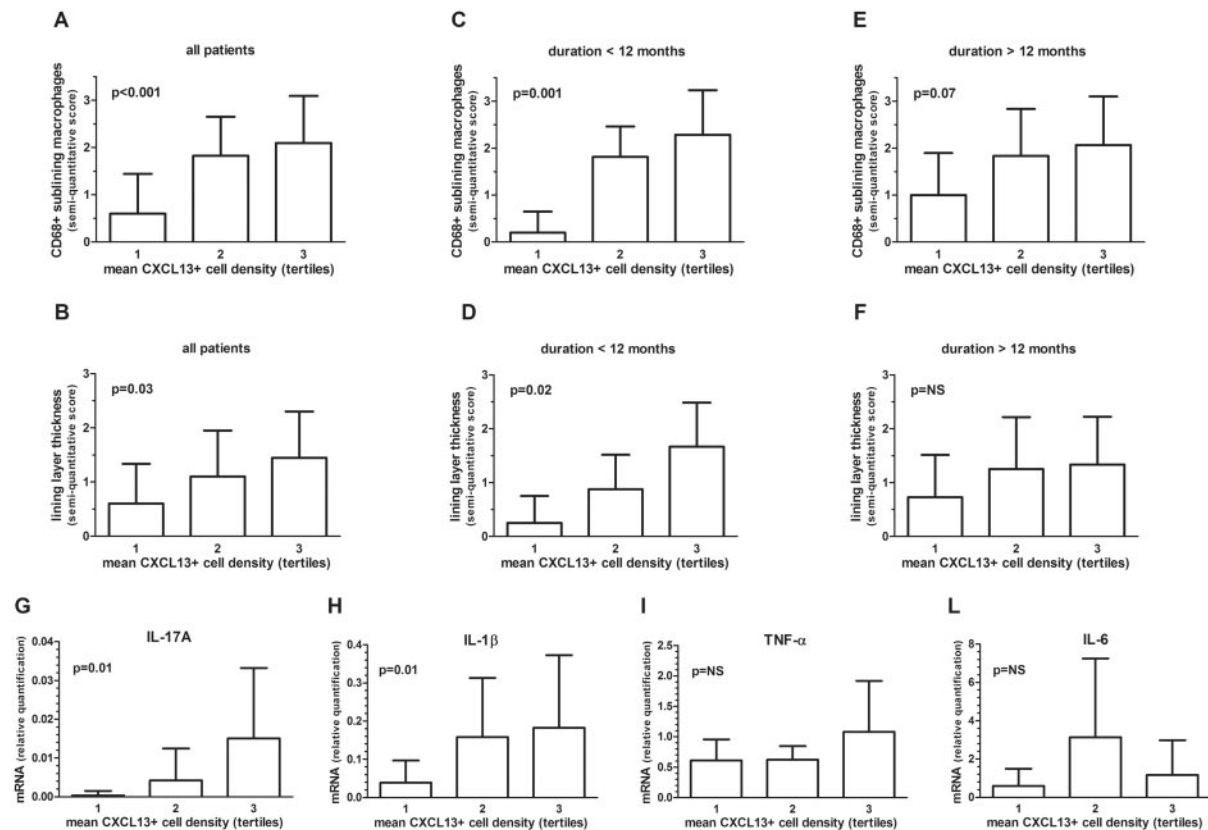 A
all patients
p<0.001
CD68+ sublining macrophages
(semi-quantitative score)
3
2
1
0
1 2 3
mean CXCL13+ cell density (tertiles)
C
duration < 12 months
p=0.001
CD68+ sublining macrophages
(semi-quantitative score)
3
2
1
0
1 2 3
mean CXCL13+ cell density (tertiles)
E
duration > 12 months
p=0.07
CD68+ sublining macrophages
(semi-quantitative score)
3
2
1
0
1 2 3
mean CXCL13+ cell density (tertiles)
B
all patients
p=0.03
lining layer thickness
(semi-quantitative score)
3
2
1
0
1 2 3
mean CXCL13+ cell density (tertiles)
D
duration < 12 months
p=0.02
lining layer thickness
(semi-quantitative score)
3
2
1
0
1 2 3
mean CXCL13+ cell density (tertiles)
F
duration > 12 months
p=NS
lining layer thickness
(semi-quantitative score)
3
2
1
0
1 2 3
mean CXCL13+ cell density (tertiles)
G
IL-17A
p=0.01
mRNA (relative quantification)
0.04
0.03
0.02
0.01
0.00
1 2 3
mean CXCL13+ cell density (tertiles)
H
IL-1β
p=0.01
mRNA (relative quantification)
0.4
0.3
0.2
0.1
0.0
1 2 3
mean CXCL13+ cell density (tertiles)
I
TNF-α
p=NS
mRNA (relative quantification)
2.5
2.0
1.5
1.0
0.5
0.0
1 2 3
mean CXCL13+ cell density (tertiles)
L
IL-6
p=NS
mRNA (relative quantification)
8
6
4
2
0
1 2 3
mean CXCL13+ cell density (tertiles)